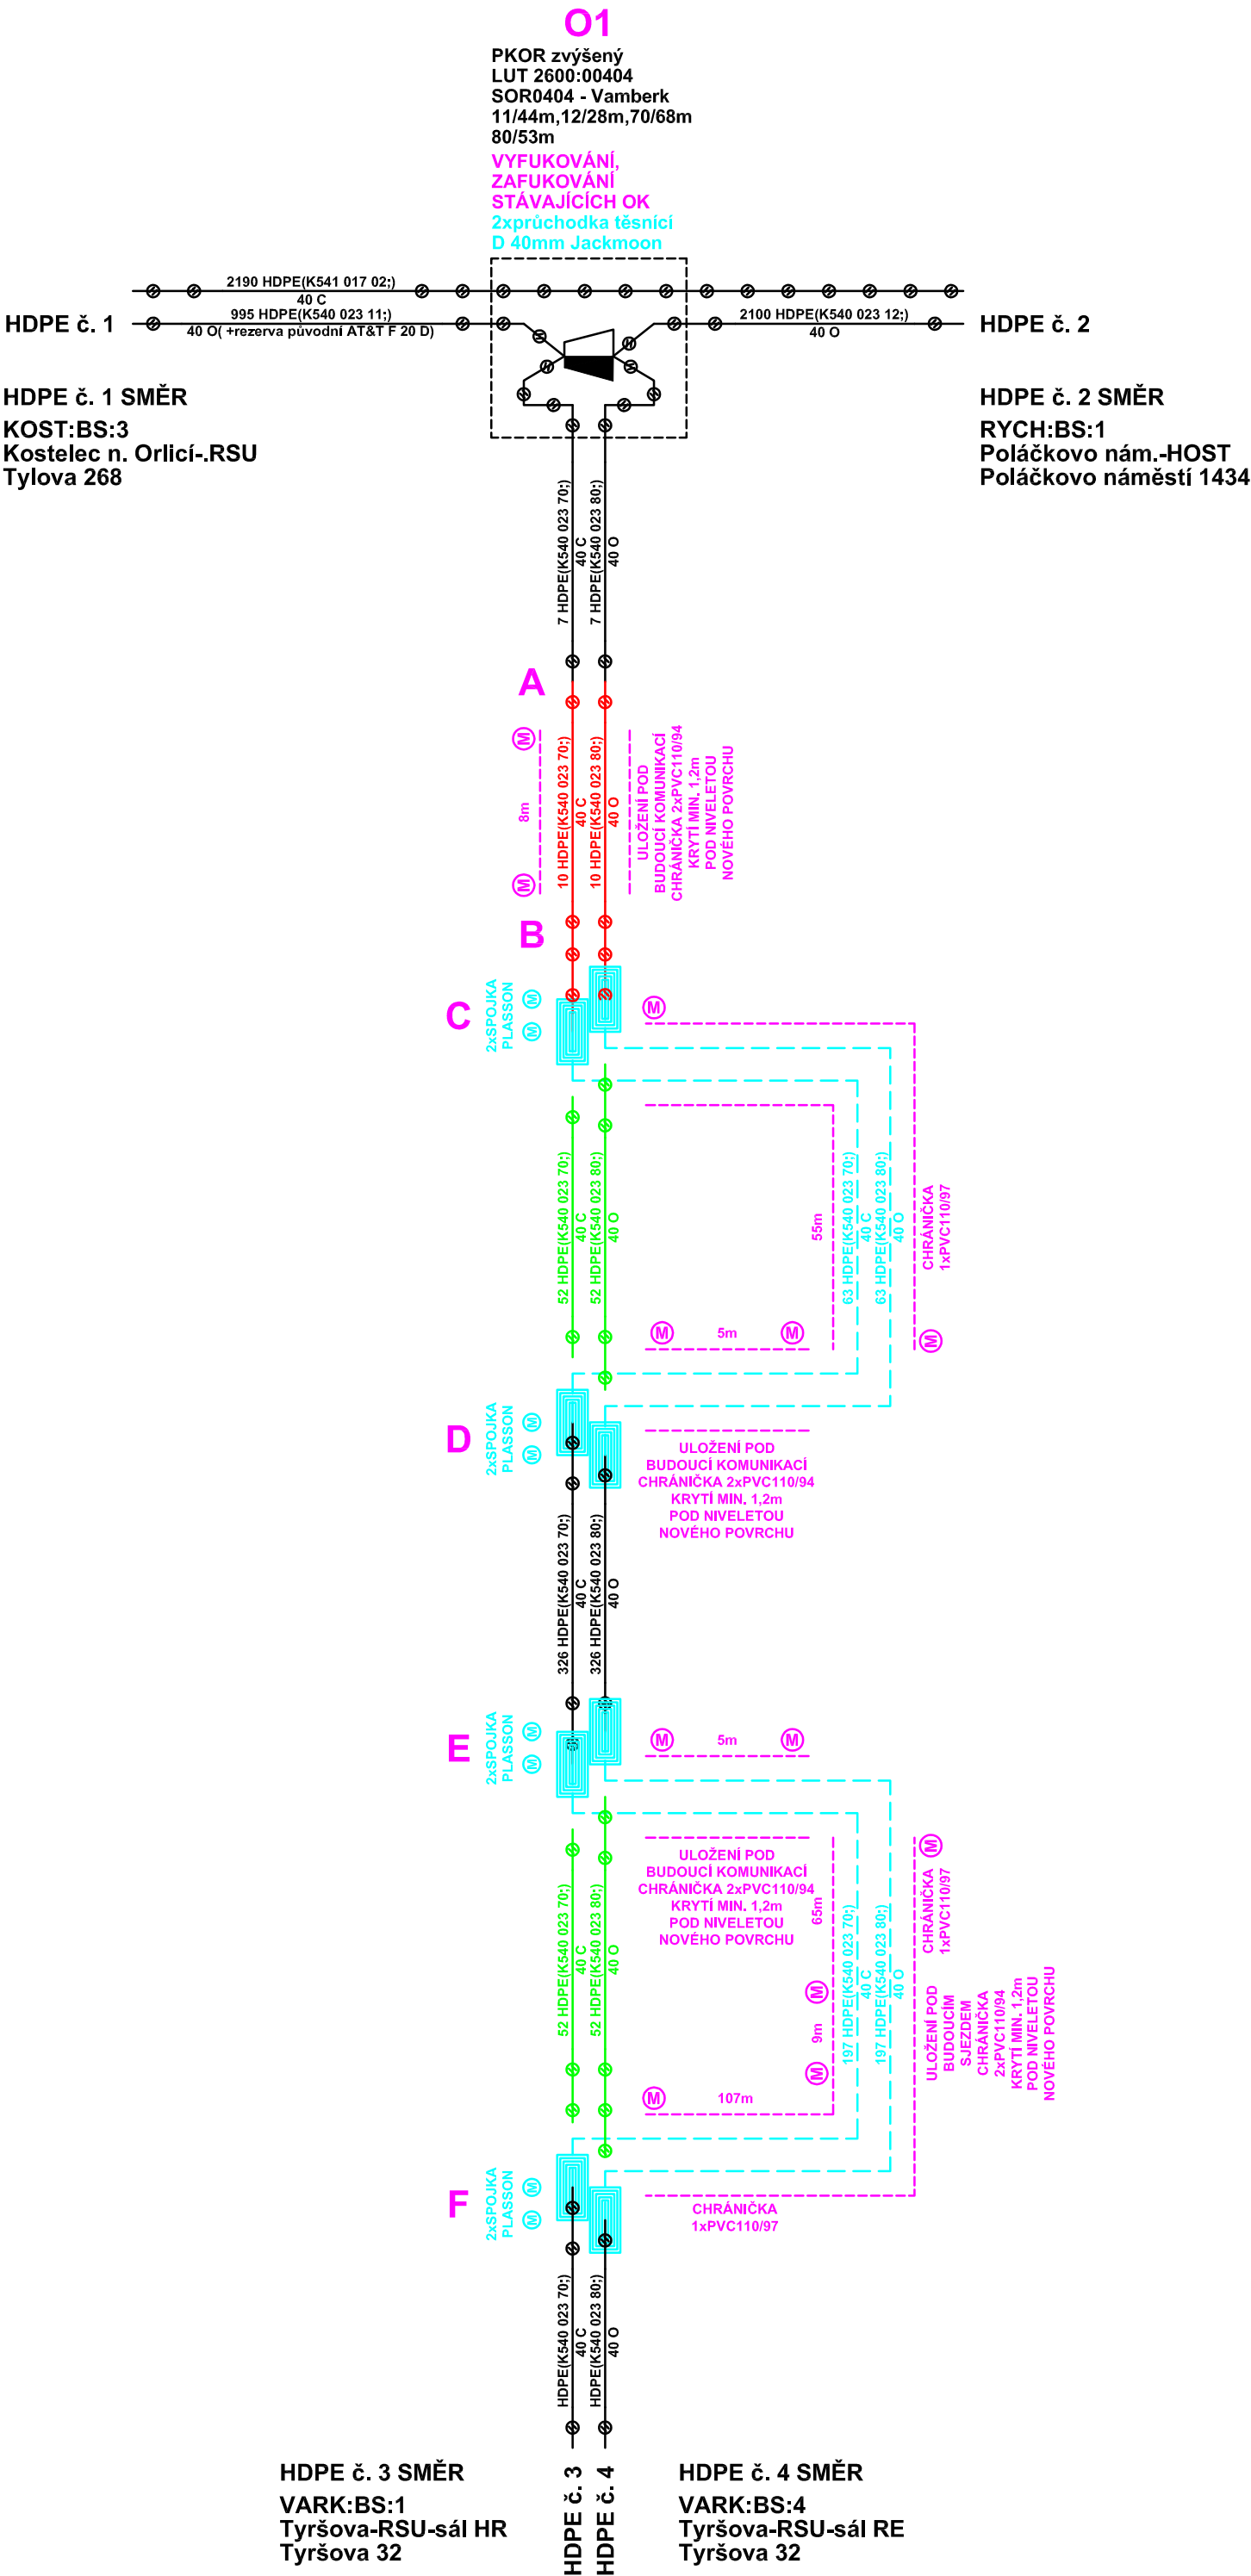 O1
PKOR zvýšený
LUT 2600:00404
SOR0404 - Vamberk
11/44m,12/28m,70/68m
80/53m
VYFUKOVÁNÍ,
ZAFUKOVÁNÍ
STÁVAJÍCÍCH OK
2xprůchodka těsnící
D 40mm Jackmoon
2190 HDPE(K541 017 02;)
40 C
HDPE č. 1
995 HDPE(K540 023 11;)
40 O( +rezerva původní AT&T F 20 D)
2100 HDPE(K540 023 12;)
40 O
HDPE č. 2
HDPE č. 1 SMĚR
KOST:BS:3
Kostelec n. Orlicí-.RSU
Tylova 268
HDPE č. 2 SMĚR
RYCH:BS:1
Poláčkovo nám.-HOST
Poláčkovo náměstí 1434
7 HDPE(K540 023 70;)
40 C
7 HDPE(K540 023 80;)
40 O
A
M
8m
M
10 HDPE(K540 023 70;)
40 C
10 HDPE(K540 023 80;)
40 O
ULOŽENÍ POD
BUDOUCÍ KOMUNIKACÍ
CHRÁNIČKA 2xPVC110/94
KRYTÍ MIN. 1,2m
POD NIVELETOU
NOVÉHO POVRCHU
B
C
2xSPOJKA
PLASSON
M
M
M
52 HDPE(K540 023 70;)
40 C
52 HDPE(K540 023 80;)
40 O
55m
63 HDPE(K540 023 70;)
40 C
63 HDPE(K540 023 80;)
40 O
CHRÁNIČKA
1xPVC110/97
M
5m
M
M
D
2xSPOJKA
PLASSON
M
M
ULOŽENÍ POD
BUDOUCÍ KOMUNIKACÍ
CHRÁNIČKA 2xPVC110/94
KRYTÍ MIN. 1,2m
POD NIVELETOU
NOVÉHO POVRCHU
326 HDPE(K540 023 70;)
40 C
326 HDPE(K540 023 80;)
40 O
E
2xSPOJKA
PLASSON
M
M
M
5m
M
ULOŽENÍ POD
BUDOUCÍ KOMUNIKACÍ
CHRÁNIČKA 2xPVC110/94
KRYTÍ MIN. 1,2m
POD NIVELETOU
NOVÉHO POVRCHU
52 HDPE(K540 023 70;)
40 C
52 HDPE(K540 023 80;)
40 O
65m
M
9m
M
197 HDPE(K540 023 70;)
40 C
197 HDPE(K540 023 80;)
40 O
M
CHRÁNIČKA
1xPVC110/97
ULOŽENÍ POD
BUDOUCÍM
SJEZDEM
CHRÁNIČKA
2xPVC110/94
KRYTÍ MIN. 1,2m
POD NIVELETOU
NOVÉHO POVRCHU
M
107m
F
2xSPOJKA
PLASSON
M
M
CHRÁNIČKA
1xPVC110/97
HDPE(K540 023 70;)
40 C
HDPE(K540 023 80;)
40 O
HDPE č. 3 SMĚR
VARK:BS:1
Tyršova-RSU-sál HR
Tyršova 32
HDPE č. 3
HDPE č. 4
HDPE č. 4 SMĚR
VARK:BS:4
Tyršova-RSU-sál RE
Tyršova 32